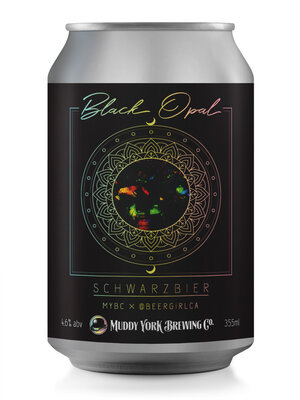 Black Opal
SCHWARZBIER
MYBC × @BEERGIRLCA
4.6% abv
MUDDY YORK BREWING CO.
355ml